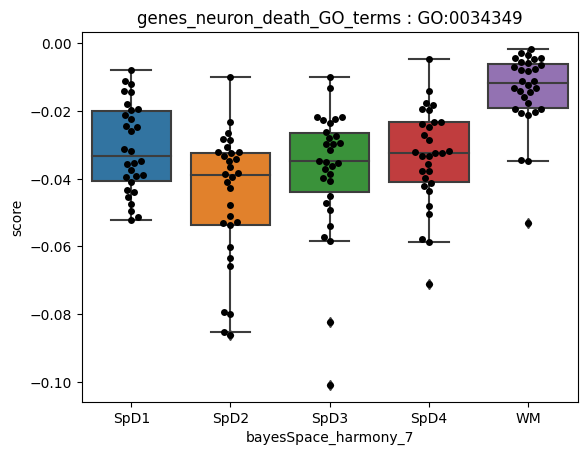 genes_neuron_death_GO_terms : GO:0034349
0.00
−0.02
−0.04
−0.06
−0.08
−0.10
score
SpD1 SpD2 SpD3 SpD4 WM
bayesSpace_harmony_7